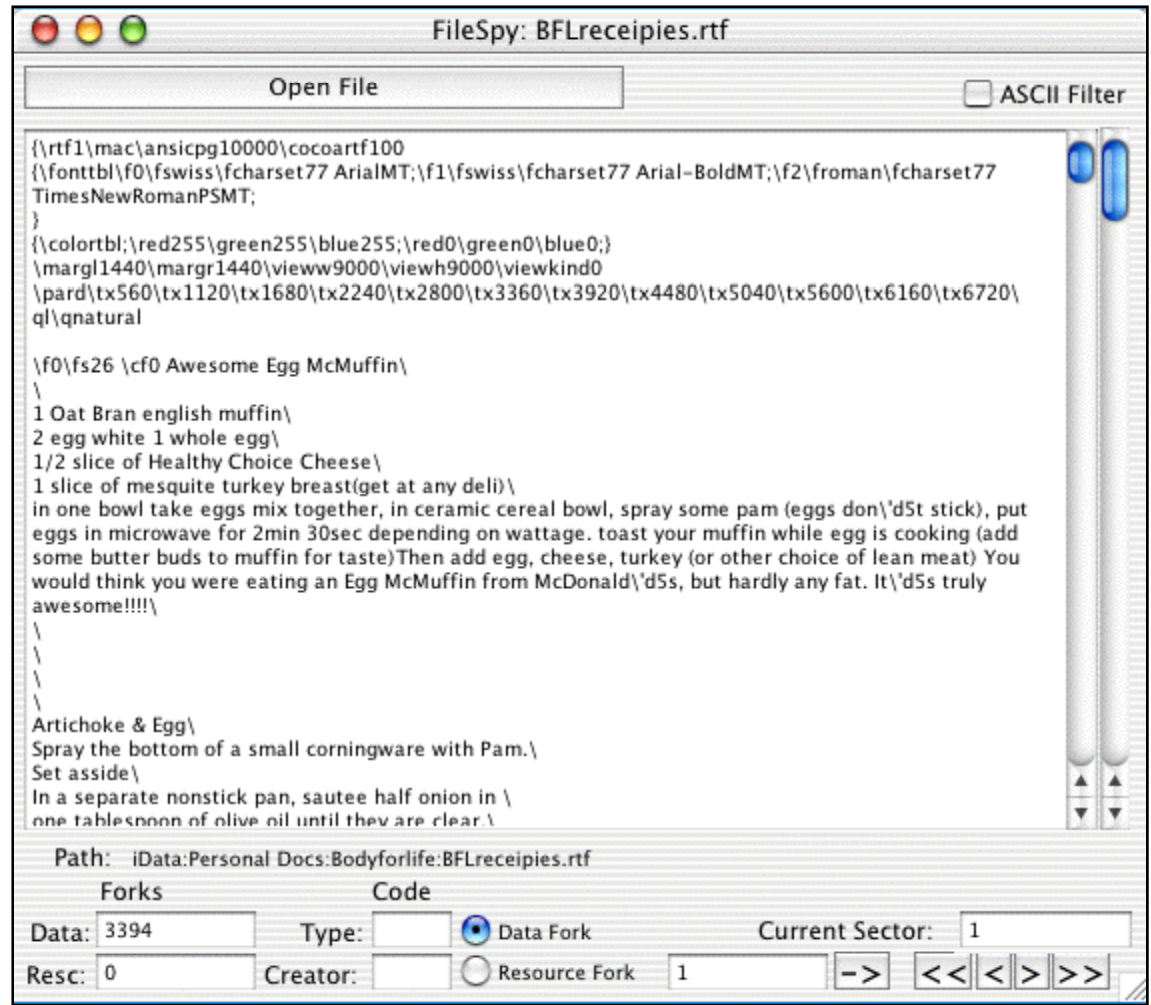 FileSpy: BFLreceipies.rtf
Open File
ASCII Filter
{\rtf1\mac\ansicpg10000\cocoartf100
{\fonttbl\f0\fswiss\fcharset77 ArialMT;\f1\fswiss\fcharset77 Arial-BoldMT;\f2\froman\fcharset77
TimesNewRomanPSMT;
}
{\colortbl;\red255\green255\blue255;\red0\green0\blue0;}
\margl1440\margr1440\vieww9000\viewh9000\viewkind0
\pard\tx560\tx1120\tx1680\tx2240\tx2800\tx3360\tx3920\tx4480\tx5040\tx5600\tx6160\tx6720\
ql\qnatural
\f0\fs26 \cf0 Awesome Egg McMuffin\
\
1 Oat Bran english muffin\
2 egg white 1 whole egg\
1/2 slice of Healthy Choice Cheese\
1 slice of mesquite turkey breast(get at any deli)\
in one bowl take eggs mix together, in ceramic cereal bowl, spray some pam (eggs don\'d5t stick), put
eggs in microwave for 2min 30sec depending on wattage. toast your muffin while egg is cooking (add
some butter buds to muffin for taste)Then add egg, cheese, turkey (or other choice of lean meat) You
would think you were eating an Egg McMuffin from McDonald\'d5s, but hardly any fat. It\'d5s truly
awesome!!!!\
\
\
\
\
Artichoke & Egg\
Spray the bottom of a small corningware with Pam.\
Set asside\
In a separate nonstick pan, sautee half onion in \
one tablespoon of olive oil until they are clear.\
Path: iData:Personal Docs:Bodyforlife:BFLreceipies.rtf
Forks Code
Data: 3394 Type: Data Fork Current Sector: 1
Resc: 0 Creator: Resource Fork 1 -> << < > >>